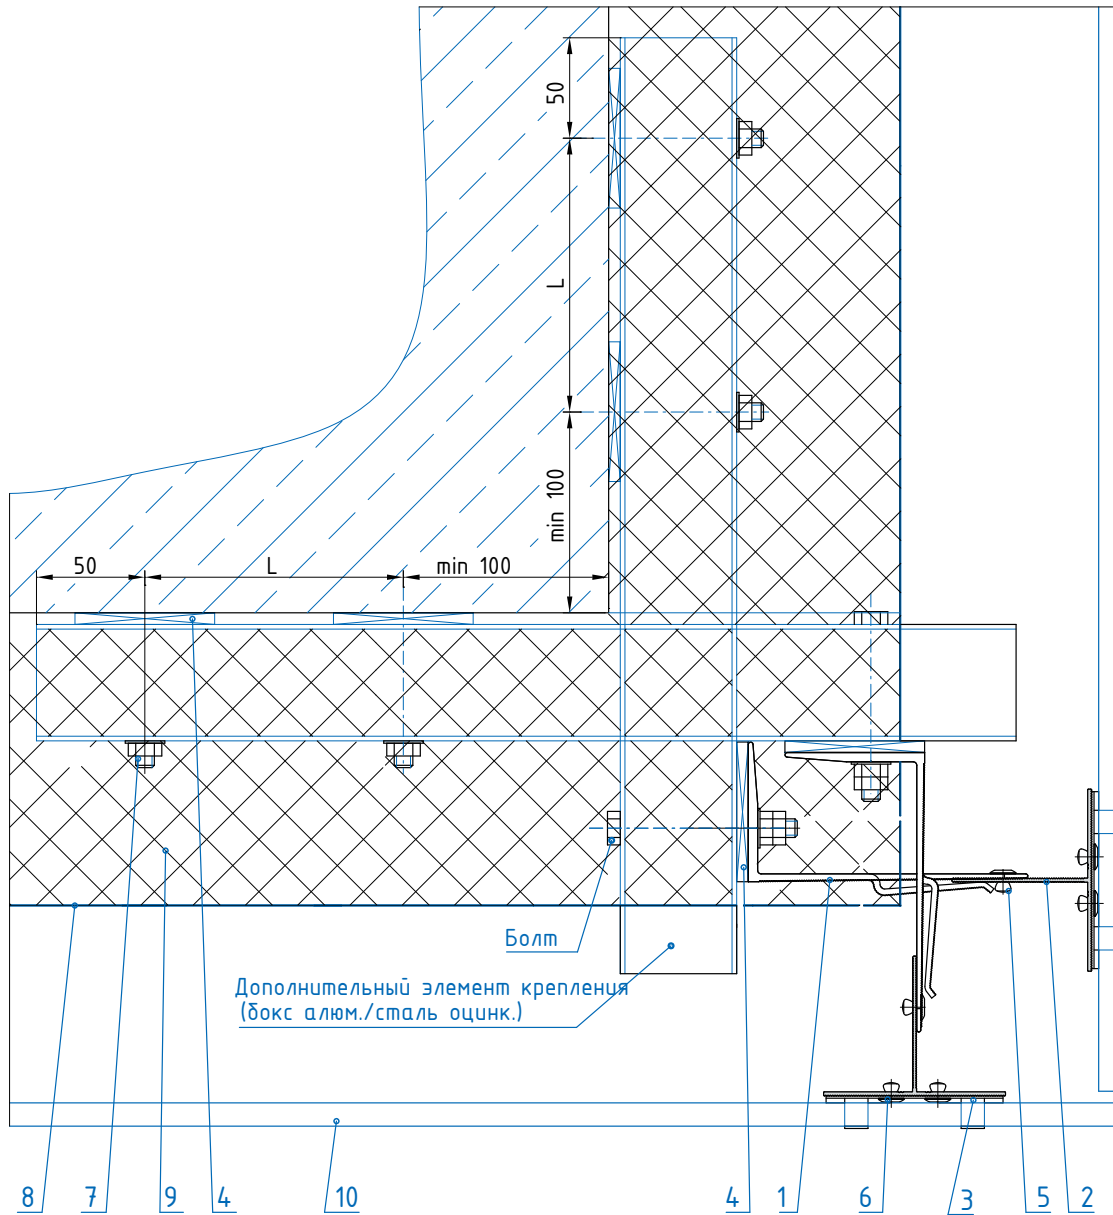 50
L
min 100
50
L
min 100
Болт
Дополнительный элемент крепления
(бокс алюм./сталь оцинк.)
8 7 9 4 10 4 1 6 3 5 2